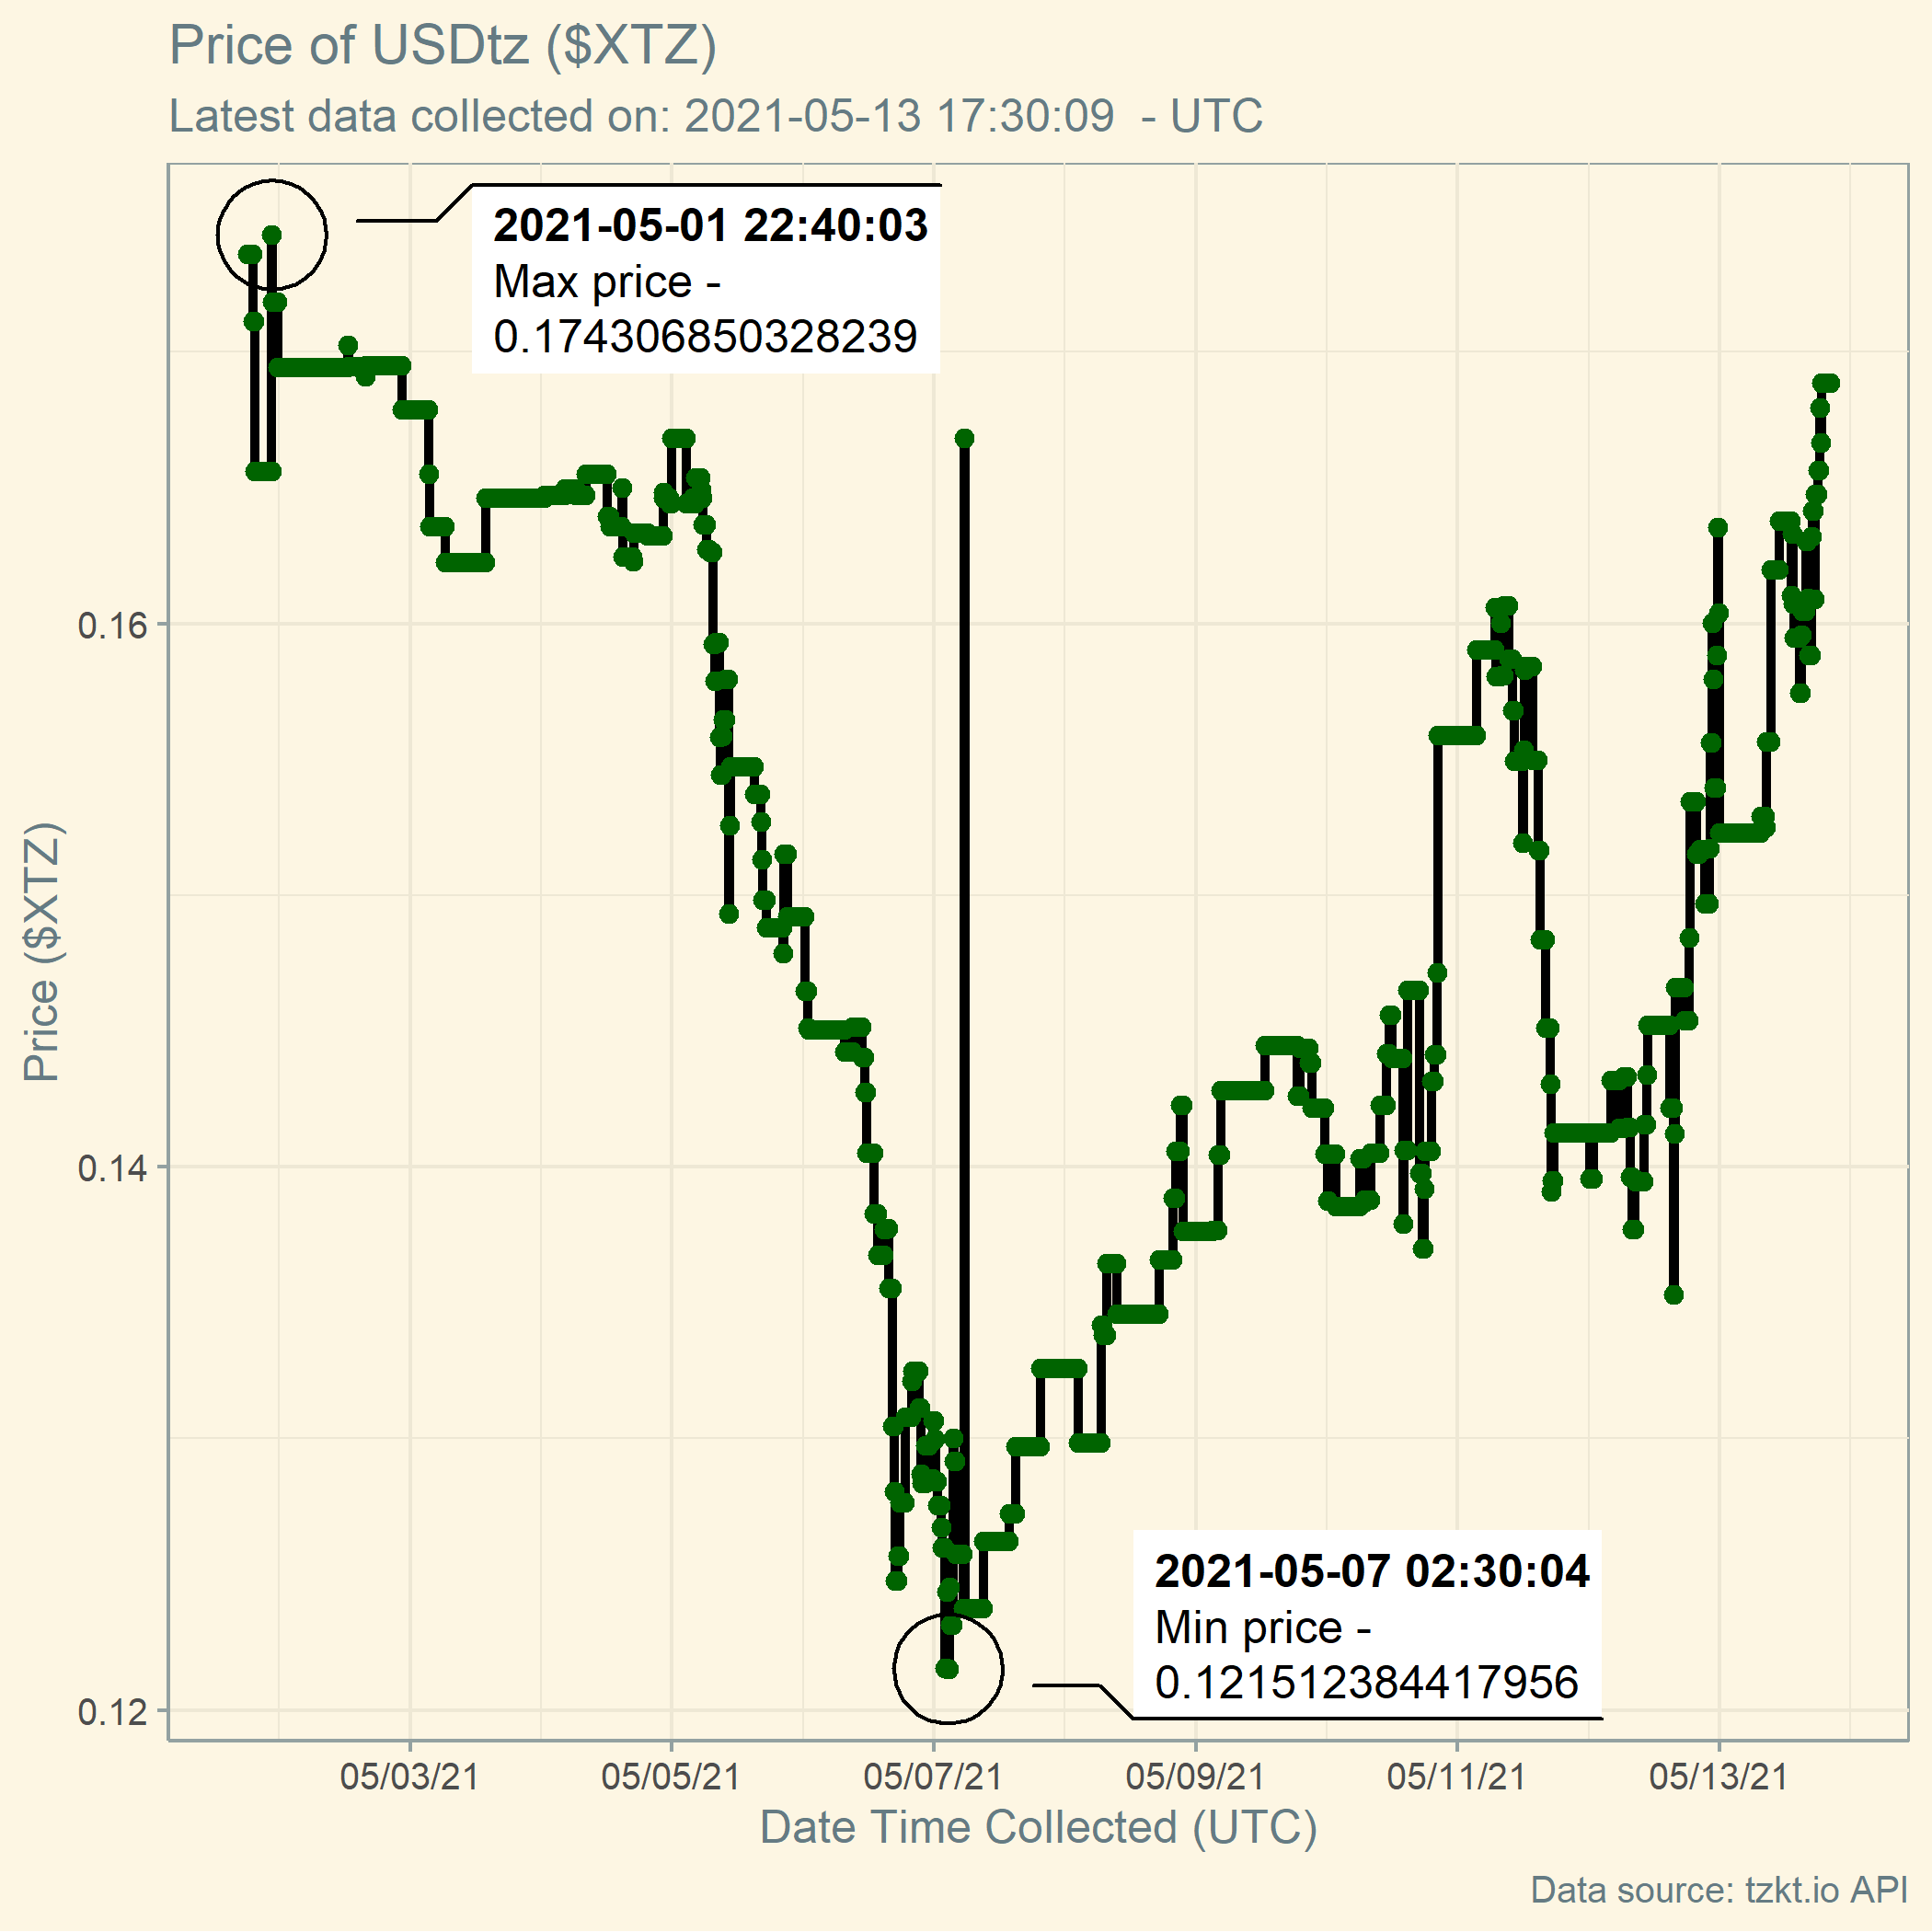 Price of USDtz ($XTZ)
Latest data collected on: 2021-05-13 17:30:09  - UTC
2021-05-01 22:40:03
Max price -
0.174306850328239
0.16
0.14
0.12
Price ($XTZ)
2021-05-07 02:30:04
Min price -
0.121512384417956
05/03/21
05/05/21
05/07/21
05/09/21
05/11/21
05/13/21
Date Time Collected (UTC)
Data source: tzkt.io API